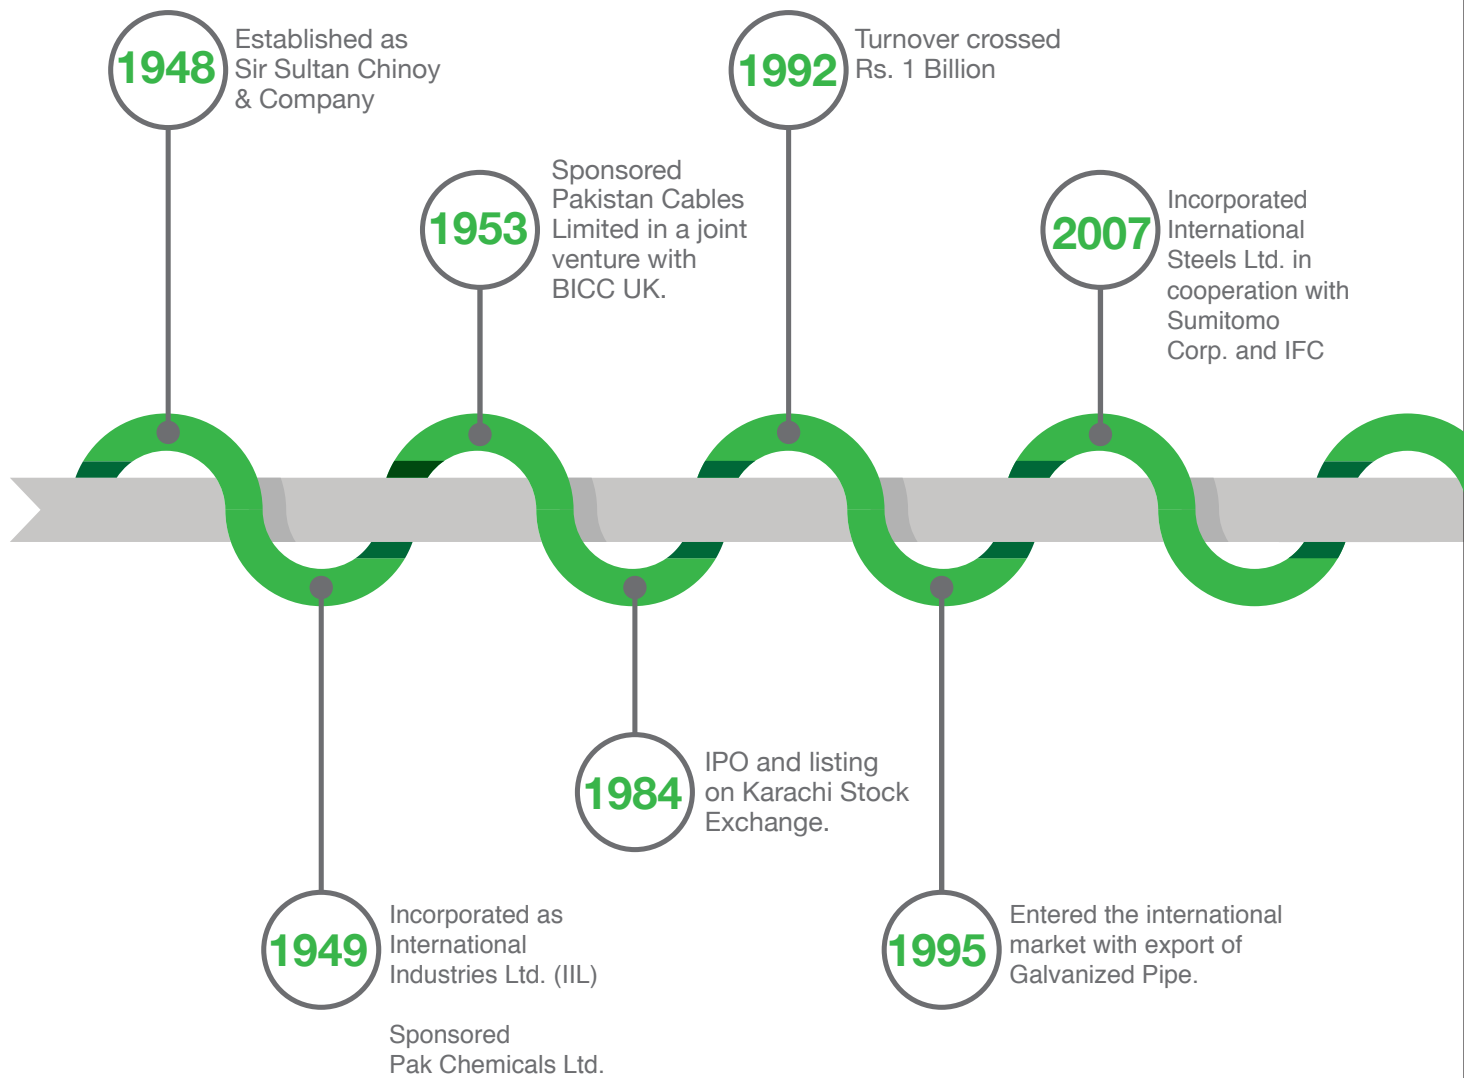 1948
Established as
Sir Sultan Chinoy
& Company
1992
Turnover crossed
Rs. 1 Billion
1953
Sponsored
Pakistan Cables
Limited in a joint
venture with
BICC UK.
2007
Incorporated
International
Steels Ltd. in
cooperation with
Sumitomo
Corp. and IFC
1984
IPO and listing
on Karachi Stock
Exchange.
1949
Incorporated as
International
Industries Ltd. (IIL)
Sponsored
Pak Chemicals Ltd.
1995
Entered the international
market with export of
Galvanized Pipe.